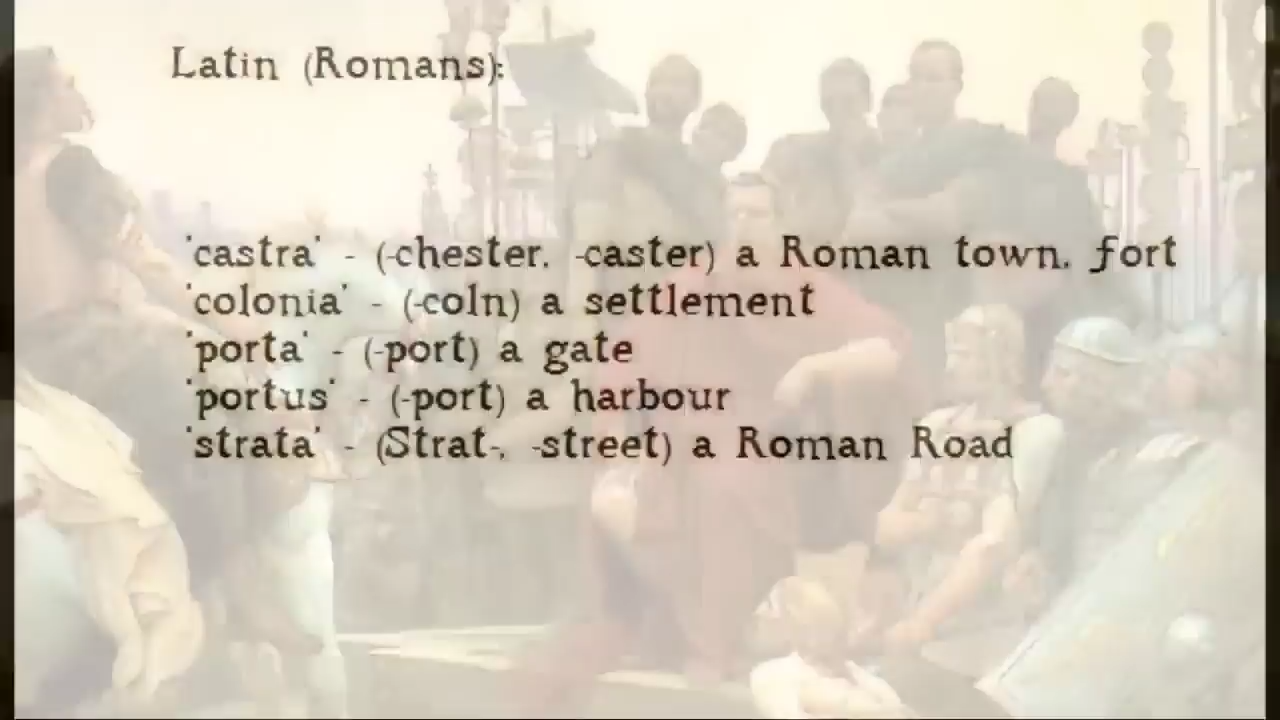 Latin (Romans):
'castra' - (-chester, -caster) a Roman town, fort
'colonia' - (-coln) a settlement
'porta' - (-port) a gate
'portus' - (-port) a harbour
'strata' - (Strat-, -street) a Roman Road